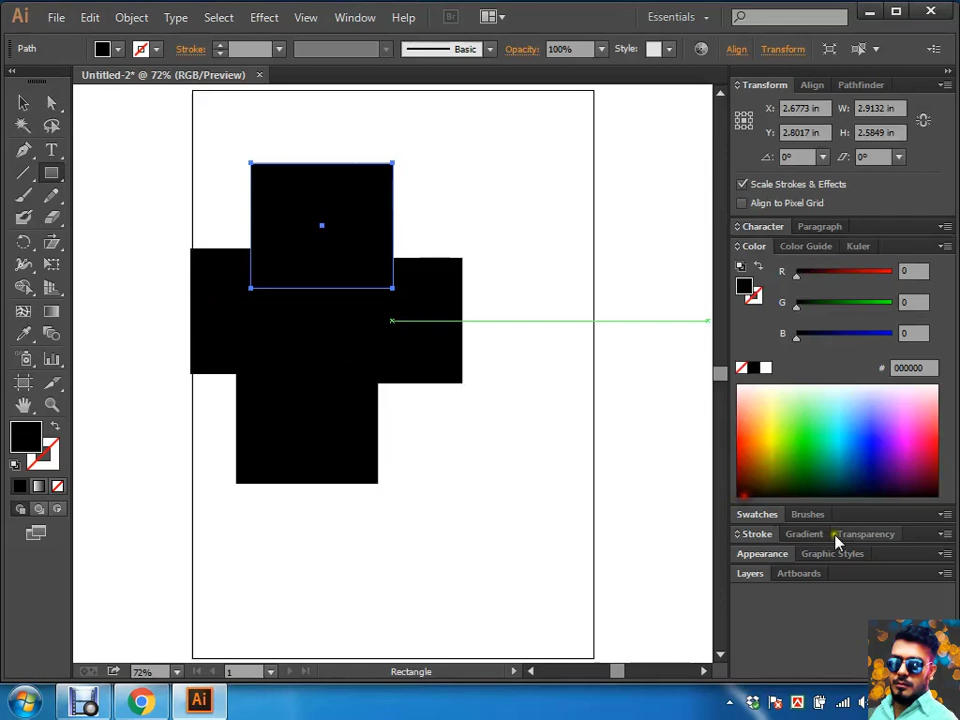 Ai File Edit Object Type Select Effect View Window Help Br Essentials
Path Stroke: Basic Opacity: 100% Style: Align Transform
Untitled-2* @ 72% (RGB/Preview) ×
Transform Align Pathfinder
X: 2.6773 in W: 2.9132 in
Y: 2.8017 in H: 2.5849 in
0° 0°
Scale Strokes & Effects
Align to Pixel Grid
Character Paragraph
Color Color Guide Kuler
R 0
G 0
B 0
# 000000
Swatches Brushes
Stroke Gradient Transparency
Appearance Graphic Styles
Layers Artboards
72% 1 Rectangle
Ai